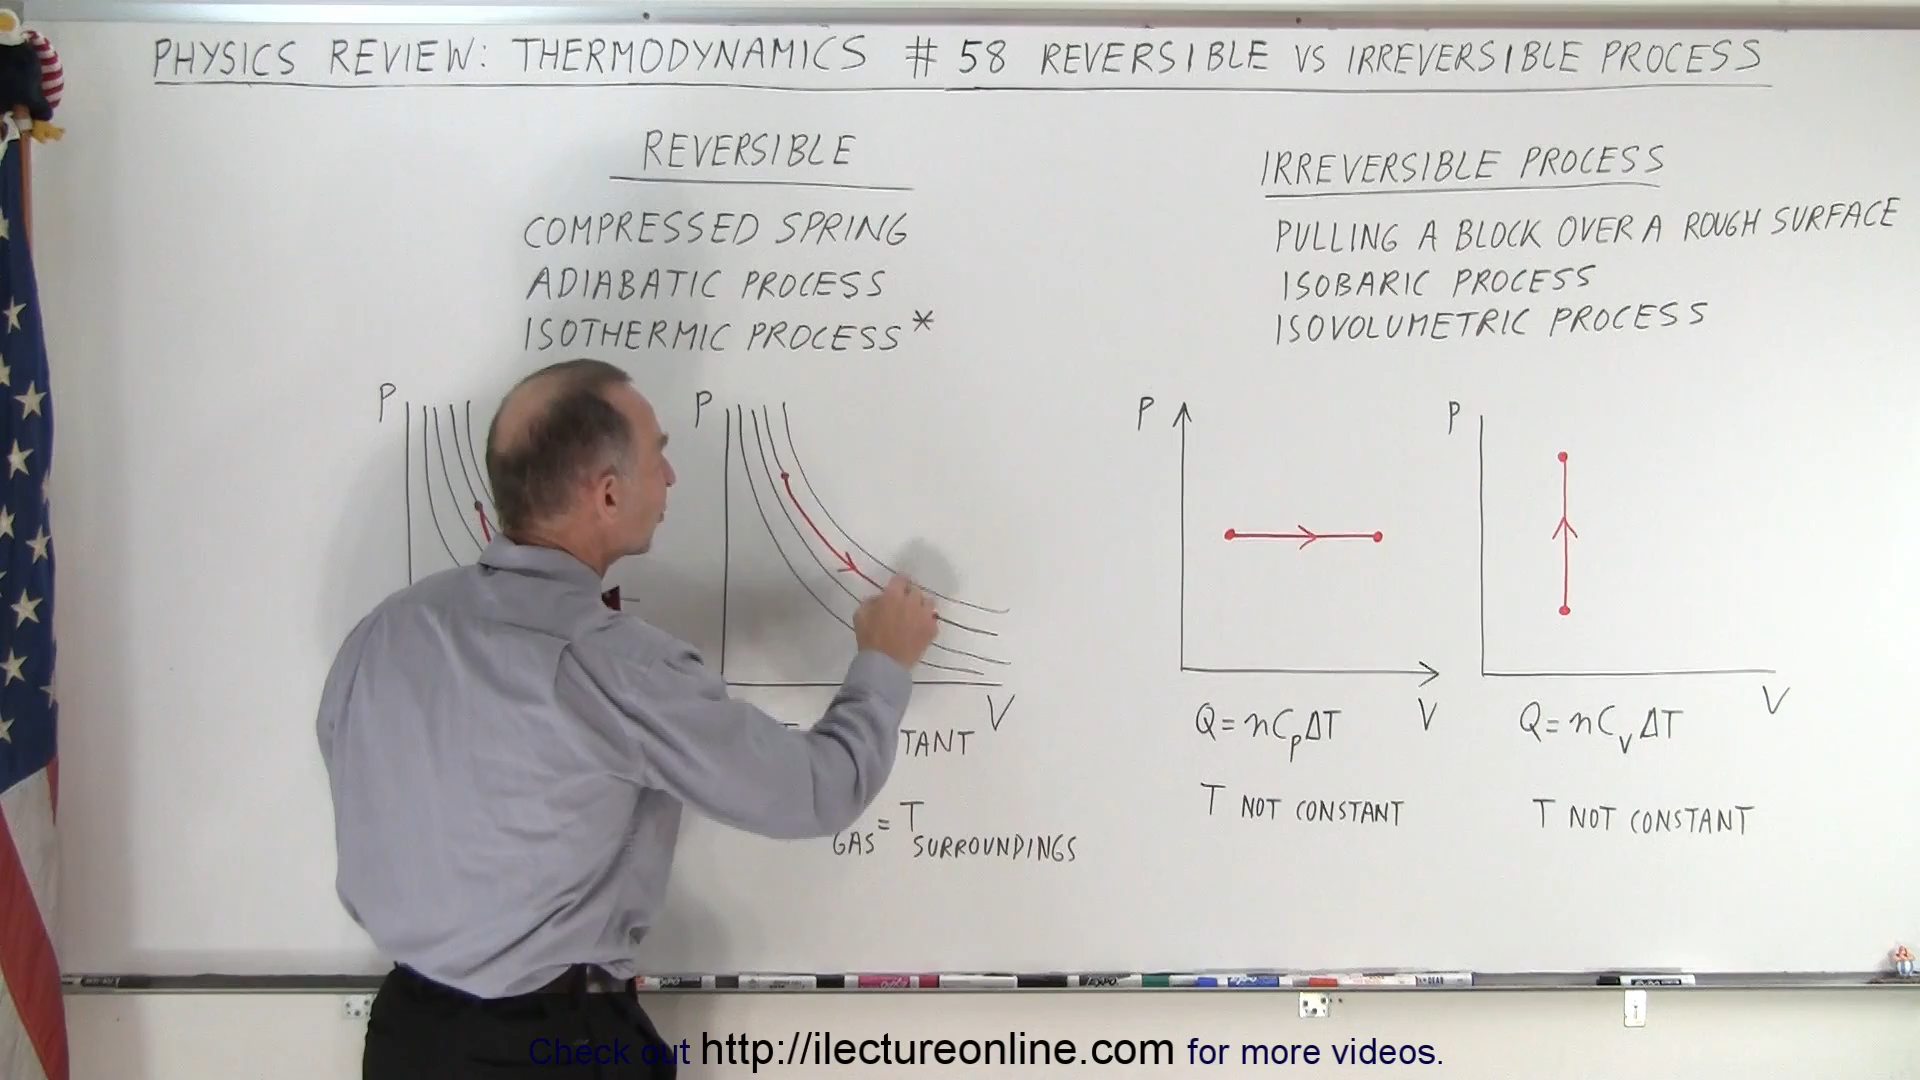 PHYSICS REVIEW: THERMODYNAMICS # 58 REVERSIBLE VS IRREVERSIBLE PROCESS
REVERSIBLE
COMPRESSED SPRING
ADIABATIC PROCESS
ISOTHERMIC PROCESS*
P
P
V
TANT
GAS = T SURROUNDINGS
IRREVERSIBLE PROCESS
PULLING A BLOCK OVER A ROUGH SURFACE
ISOBARIC PROCESS
ISOVOLUMETRIC PROCESS
P
V
Q = nCpΔT
T NOT CONSTANT
P
V
Q = nCvΔT
T NOT CONSTANT
Check out http://ilectureonline.com for more videos.